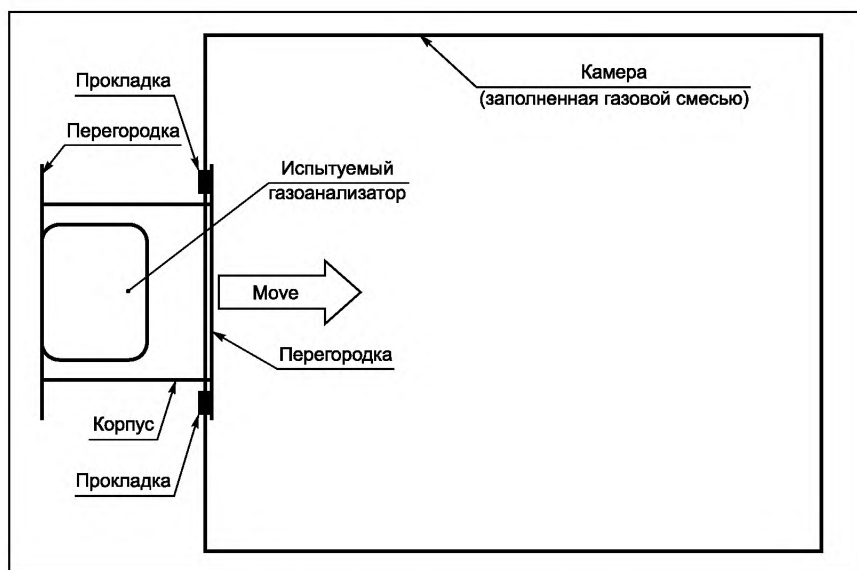 Камера
(заполненная газовой смесью)
Прокладка
Перегородка
Испытуемый
газоанализатор
Move
Перегородка
Корпус
Прокладка